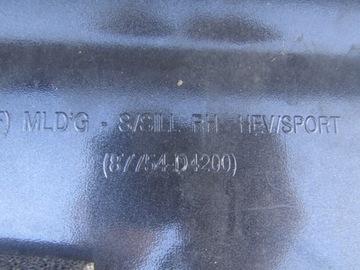 F) MLD'G - S/SILL RH HEV/SPORT
(87754-D4200)